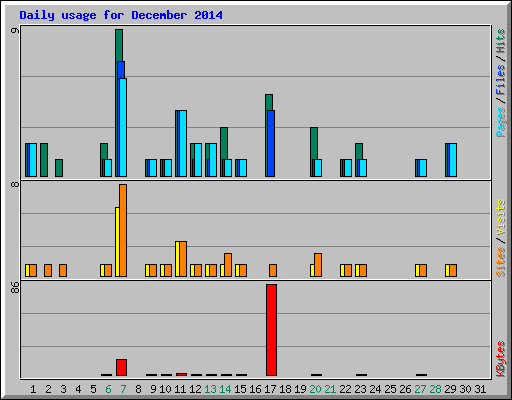 Daily usage for December 2014
9
Pages / Files / Hits
8
Sites / Visits
86
KBytes
1 2 3 4 5 6 7 8 9 10 11 12 13 14 15 16 17 18 19 20 21 22 23 24 25 26 27 28 29 30 31